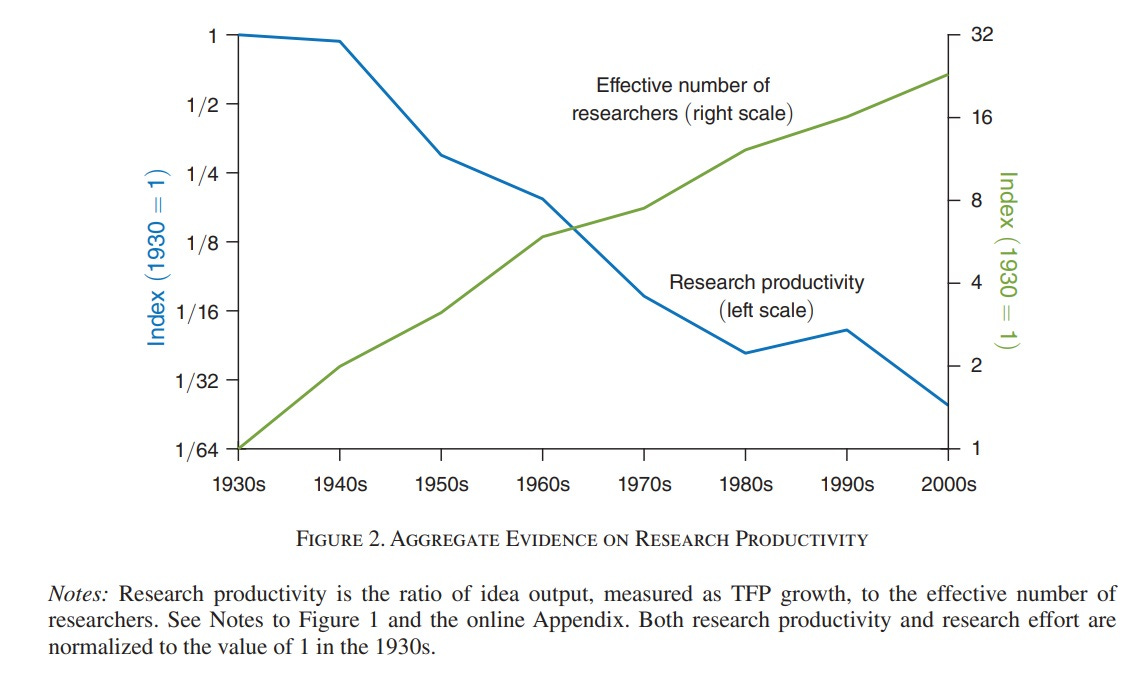 1
1/2
1/4
1/8
1/16
1/32
1/64
Index (1930 = 1)
Effective number of
researchers (right scale)
Research productivity
(left scale)
32
16
8
4
2
1
Index (1930 = 1)
1930s 1940s 1950s 1960s 1970s 1980s 1990s 2000s
Figure 2. Aggregate Evidence on Research Productivity
Notes: Research productivity is the ratio of idea output, measured as TFP growth, to the effective number of
researchers. See Notes to Figure 1 and the online Appendix. Both research productivity and research effort are
normalized to the value of 1 in the 1930s.